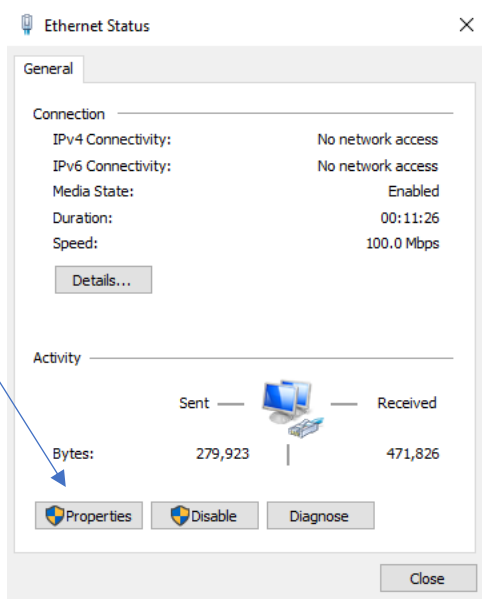 Ethernet Status
General
Connection
IPv4 Connectivity: No network access
IPv6 Connectivity: No network access
Media State: Enabled
Duration: 00:11:26
Speed: 100.0 Mbps
Details...
Activity
Sent Received
Bytes: 279,923 471,826
Properties Disable Diagnose
Close